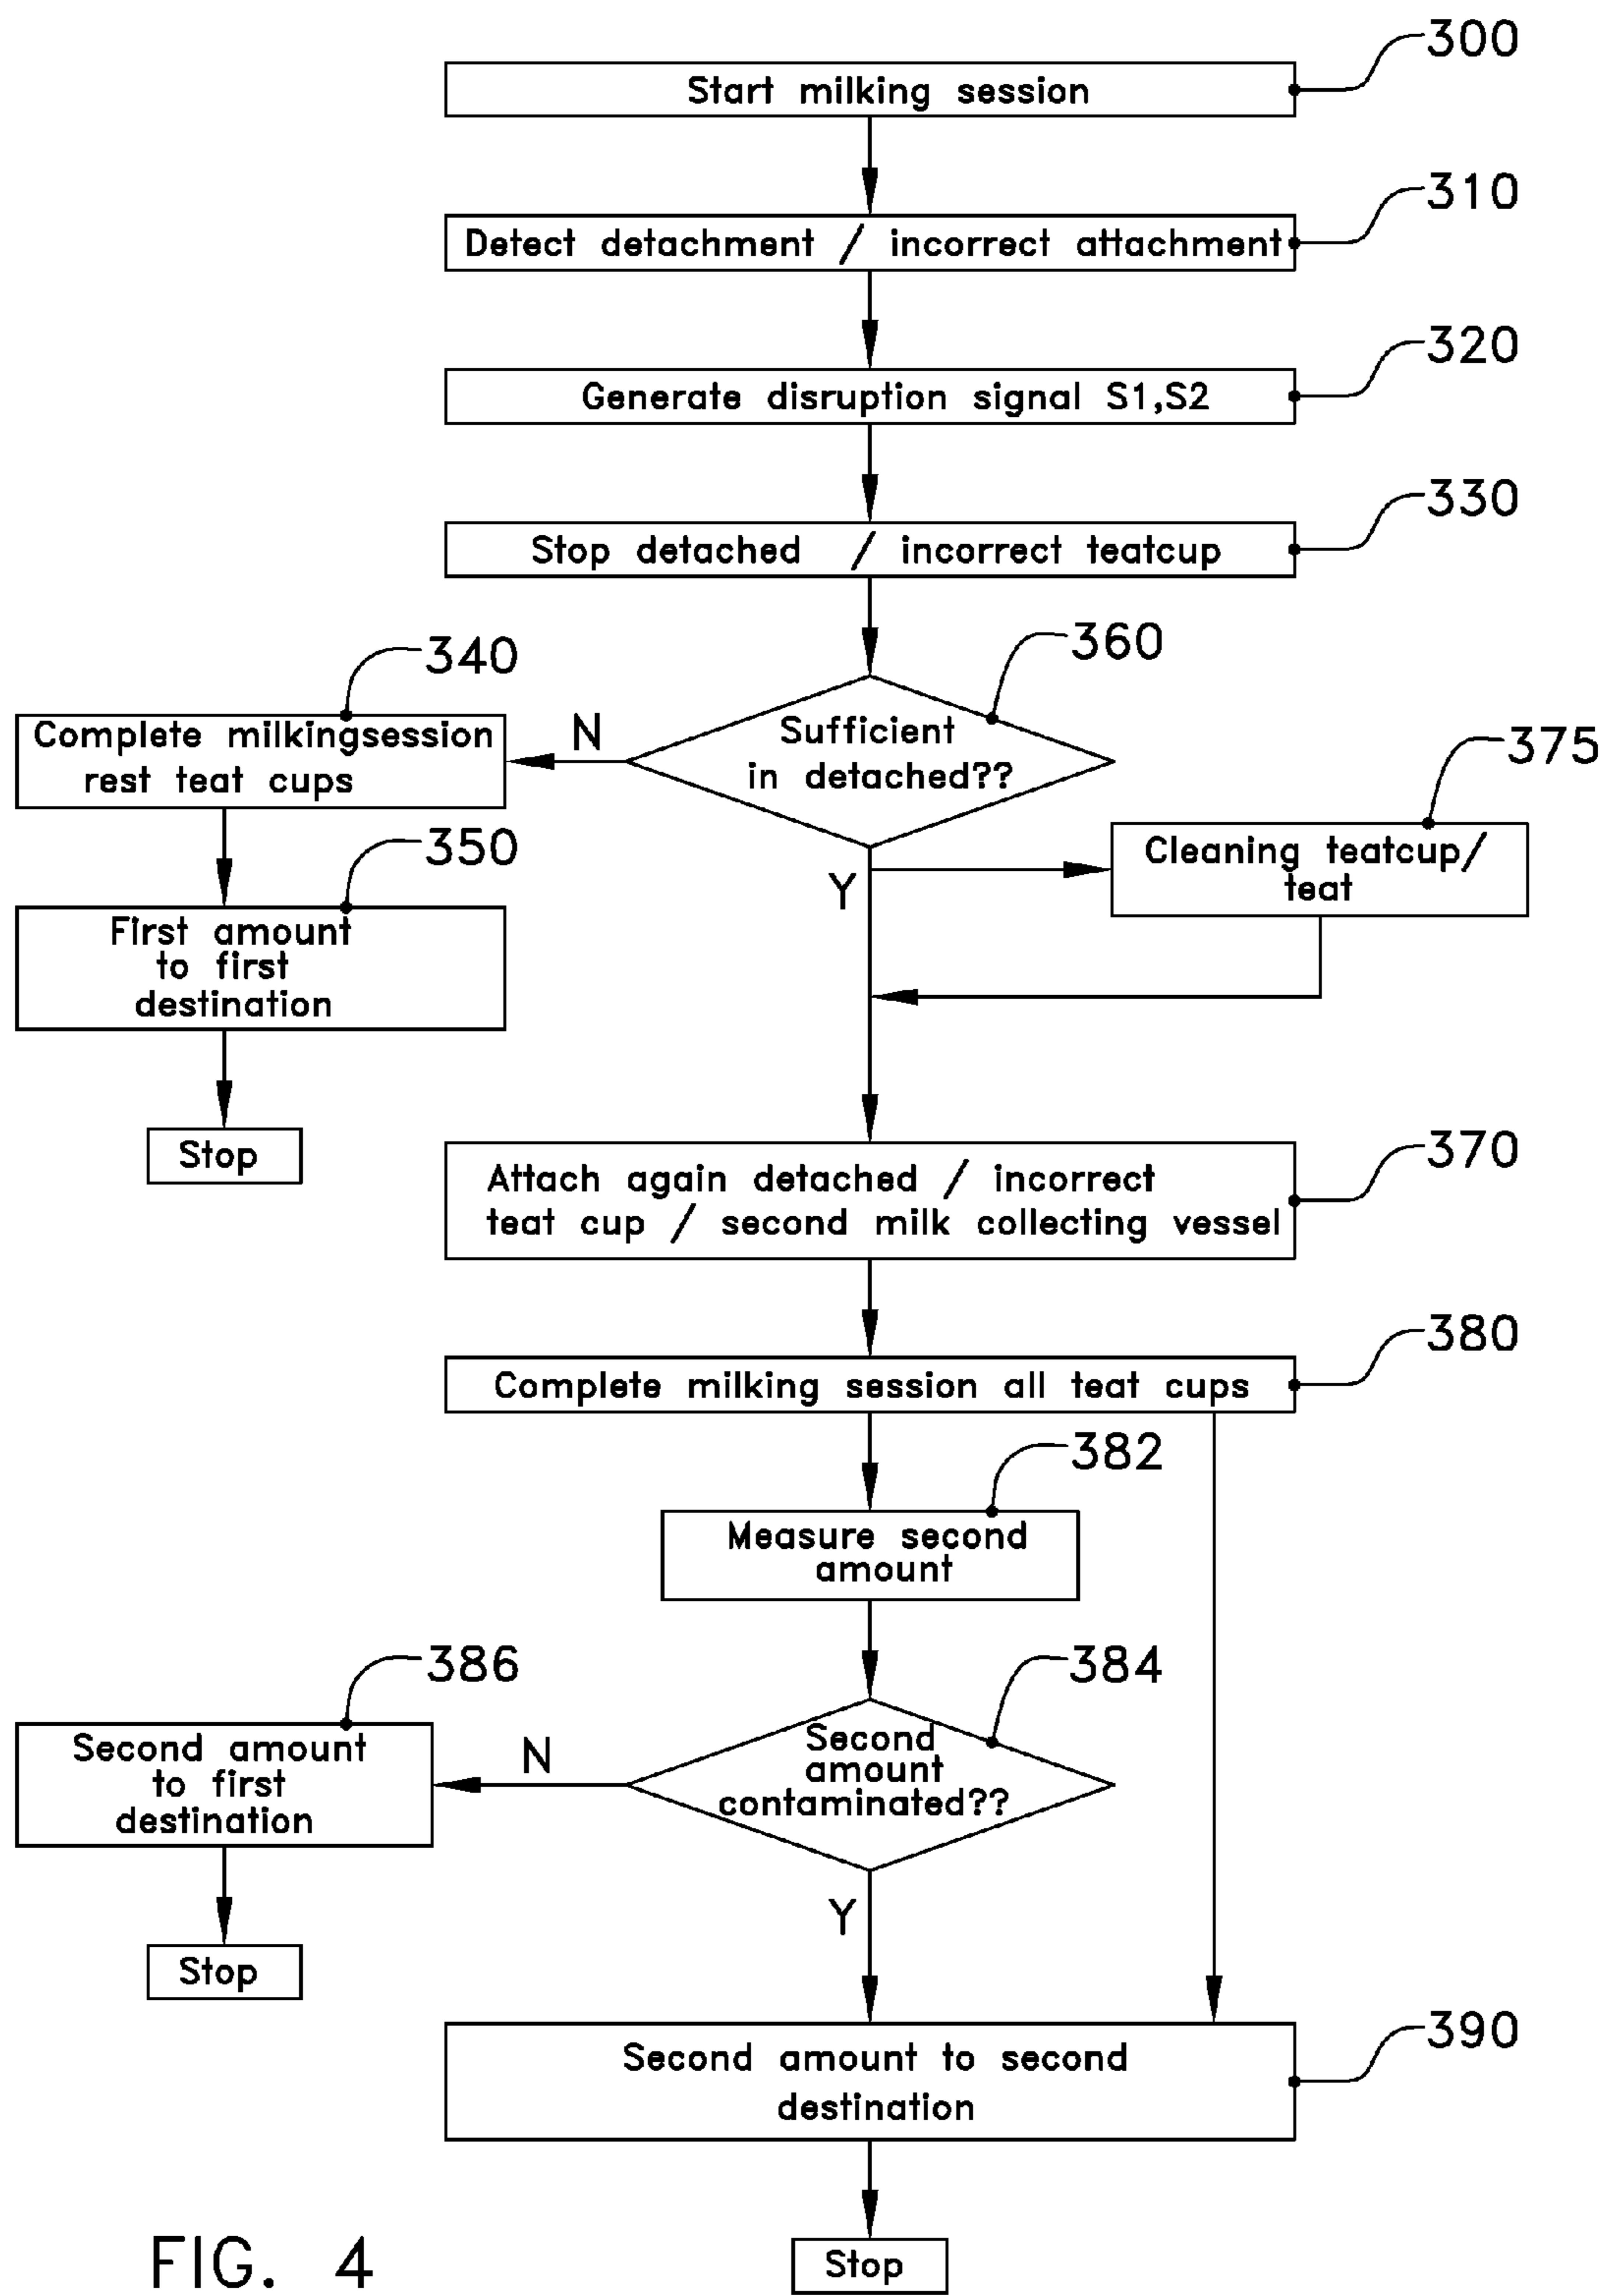 300
Start milking session
310
Detect detachment / incorrect attachment
320
Generate disruption signal S1,S2
330
Stop detached / incorrect teatcup
360
340
Sufficient
in detached??
N
Complete milkingsession
rest teat cups
375
Cleaning teatcup/
teat
Y
350
First amount
to first
destination
Stop
370
Attach again detached / incorrect
teat cup / second milk collecting vessel
380
Complete milking session all teat cups
382
Measure second
amount
384
386
Second
amount
contaminated??
N
Second amount
to first
destination
Y
Stop
390
Second amount to second
destination
Stop
FIG. 4